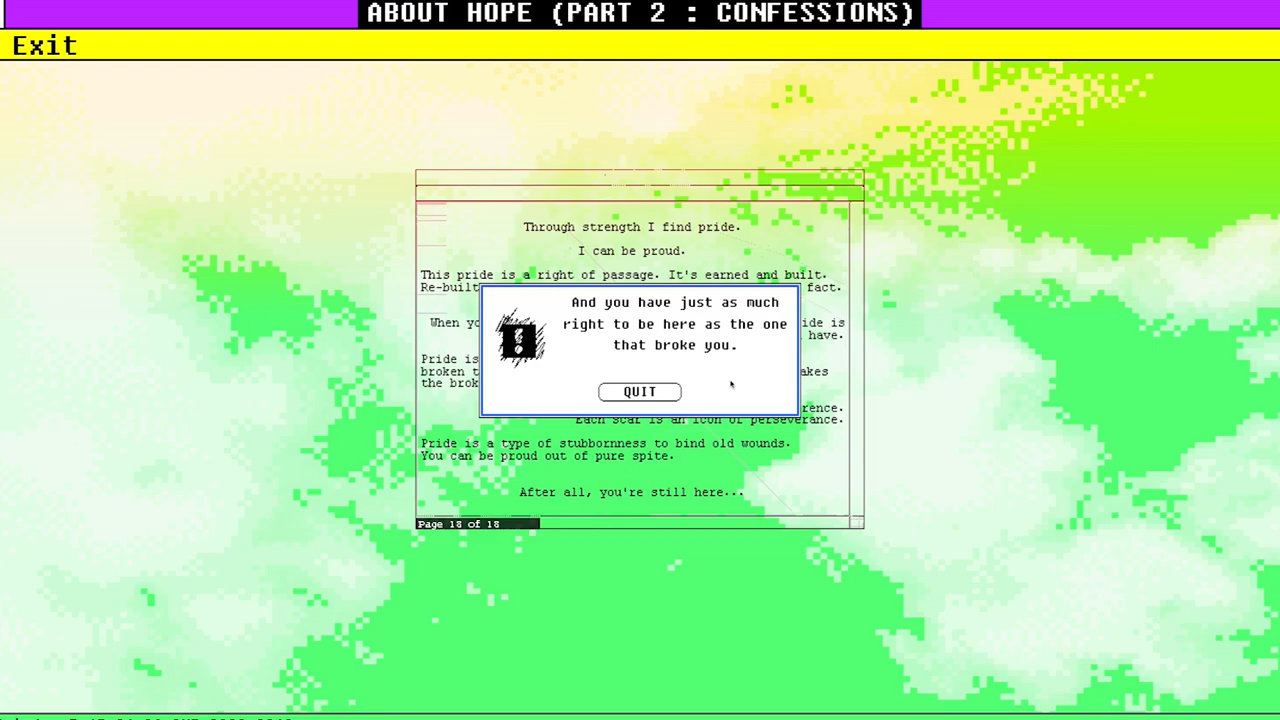 ABOUT HOPE (PART 2 : CONFESSIONS)
Exit
Through strength I find pride.
I can be proud.
This pride is a right of passage. It's earned and built.
Re-built fact.
When yo ide is
have.
Pride is
broken t akes
the brok
rence.
Each scar is an icon of perseverance.
Pride is a type of stubbornness to bind old wounds.
You can be proud out of pure spite.
After all, you're still here...
Page 18 of 18
And you have just as much
right to be here as the one
that broke you.
QUIT